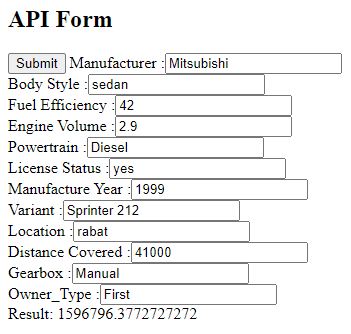 API Form
Submit Manufacturer :Mitsubishi
Body Style :sedan
Fuel Efficiency :42
Engine Volume :2.9
Powertrain :Diesel
License Status :yes
Manufacture Year :1999
Variant :Sprinter 212
Location :rabat
Distance Covered :41000
Gearbox :Manual
Owner_Type :First
Result: 1596796.3772727272